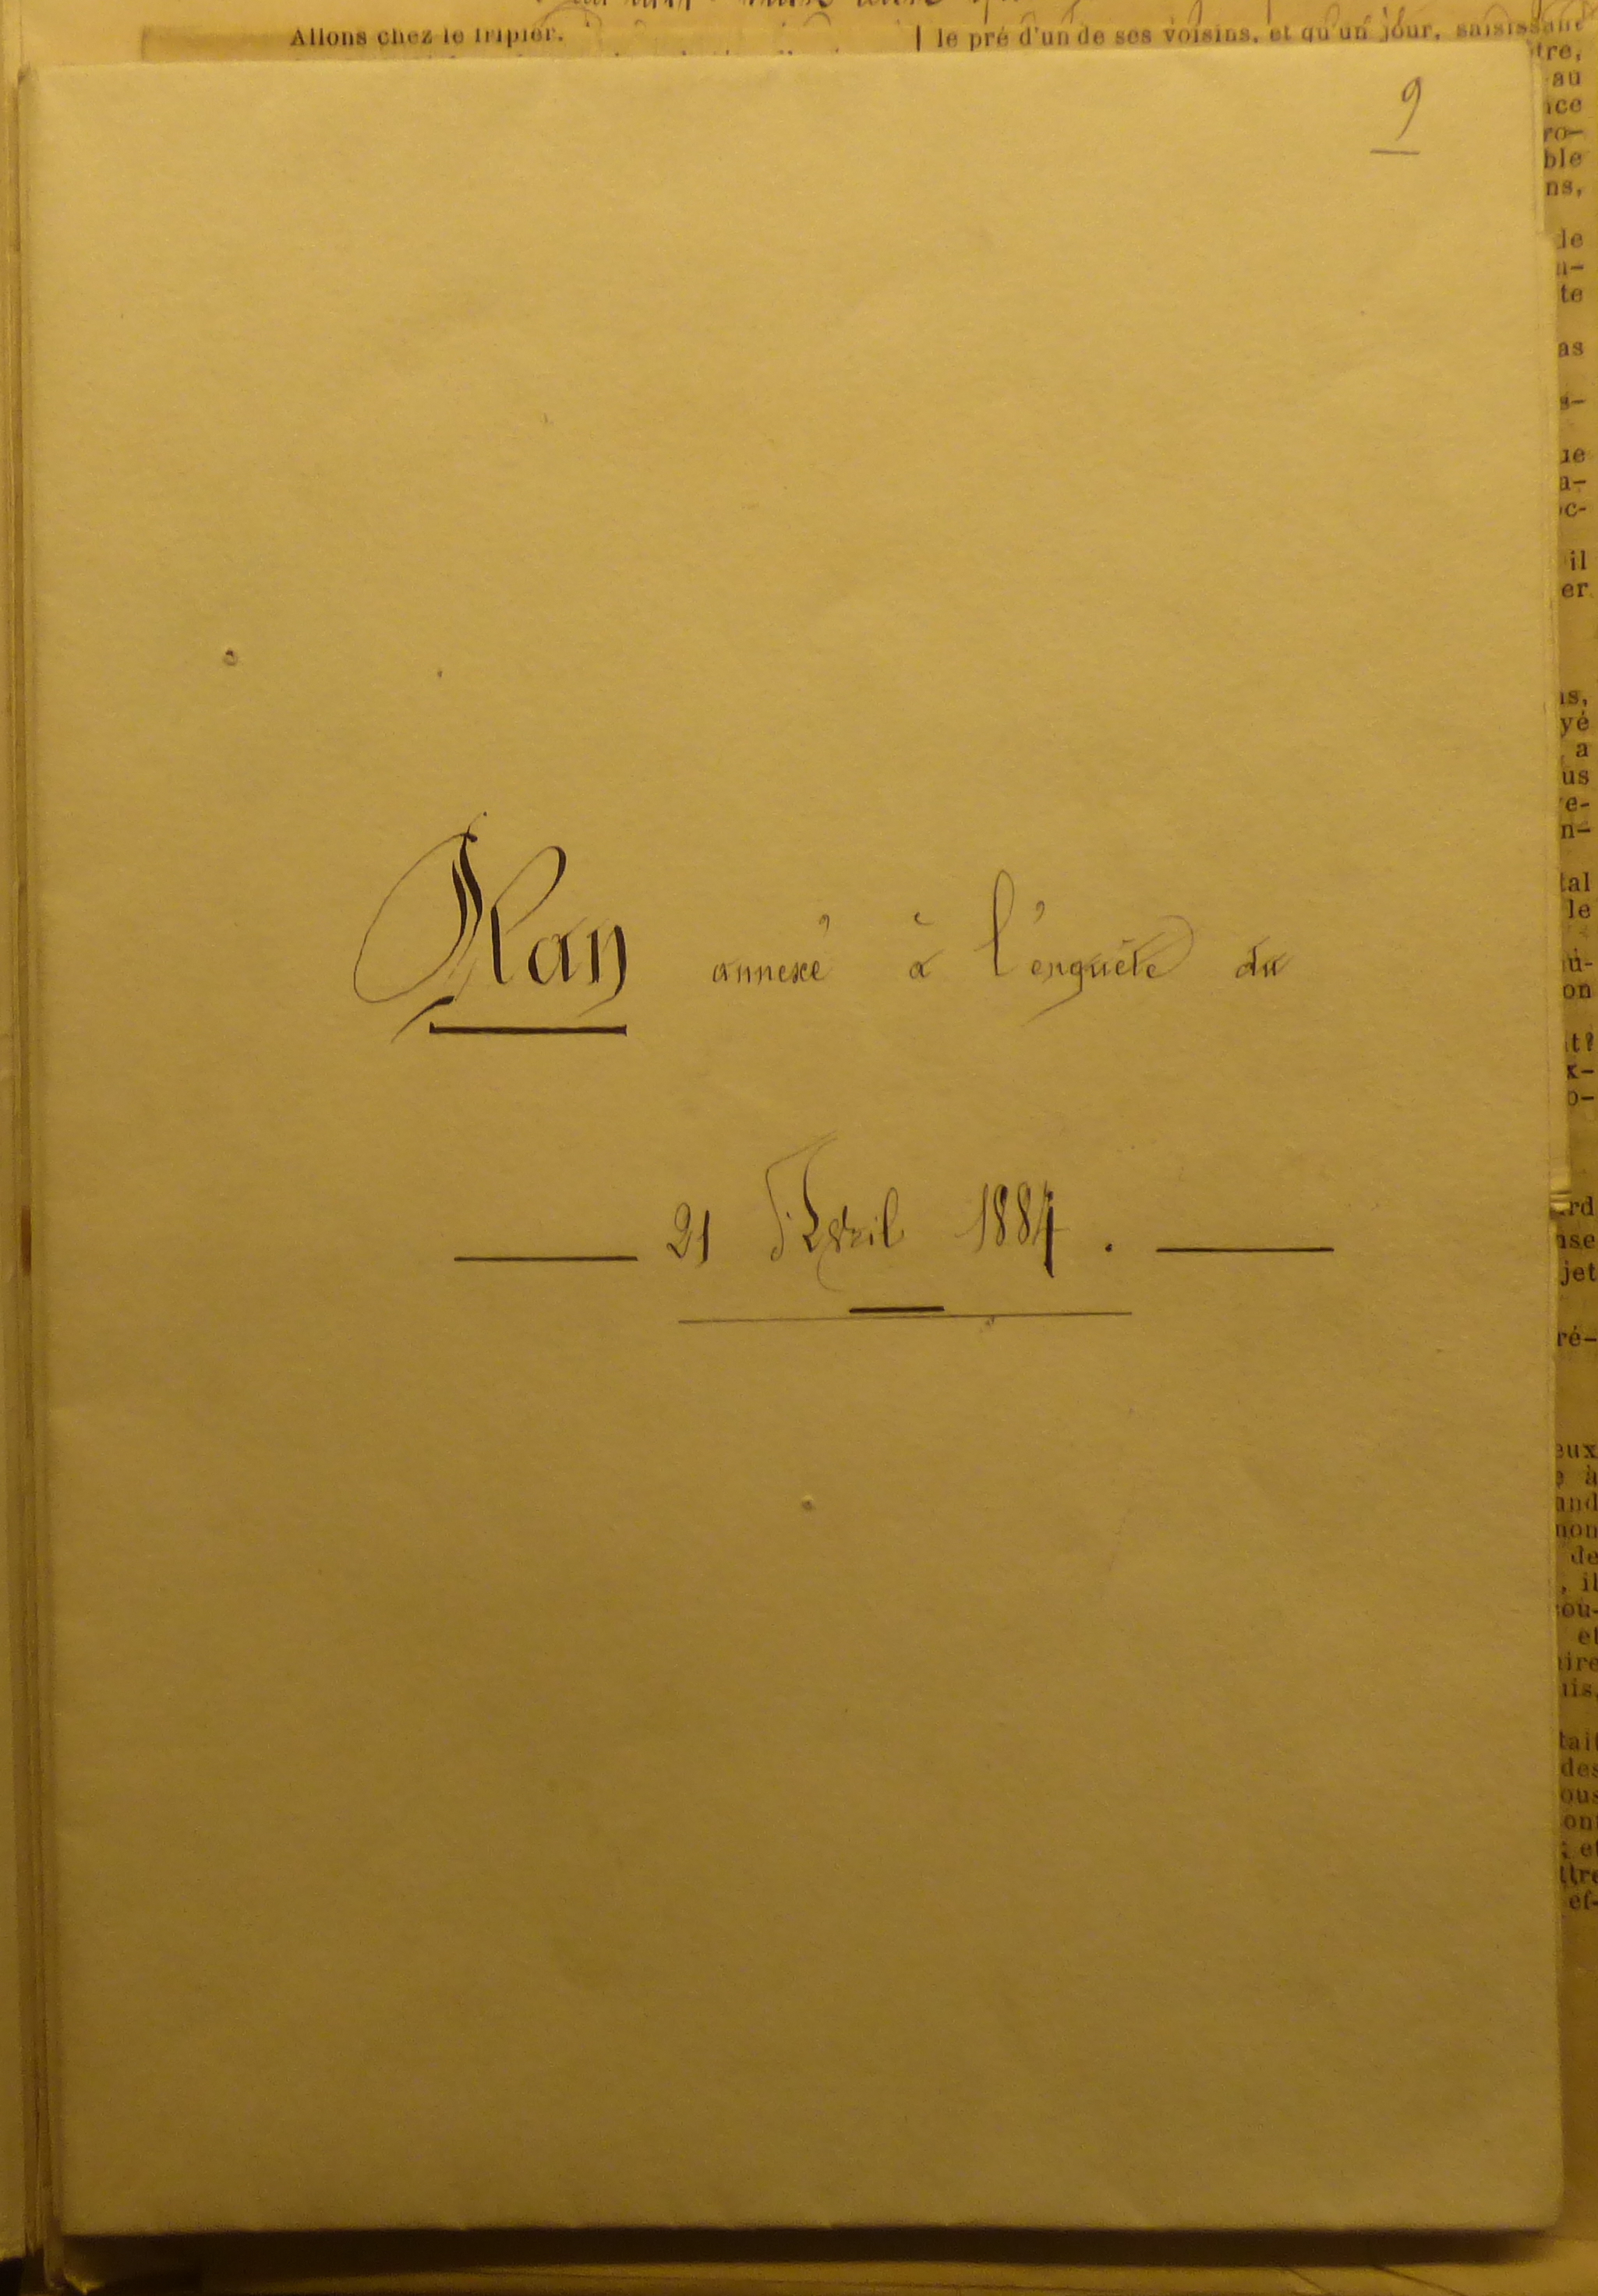 Allons chez le fripier.
le pré d'un de ses voisins, et qu'un jour, saisissant
9
Plan annexé à l'enquête du
21 Avril 1884.